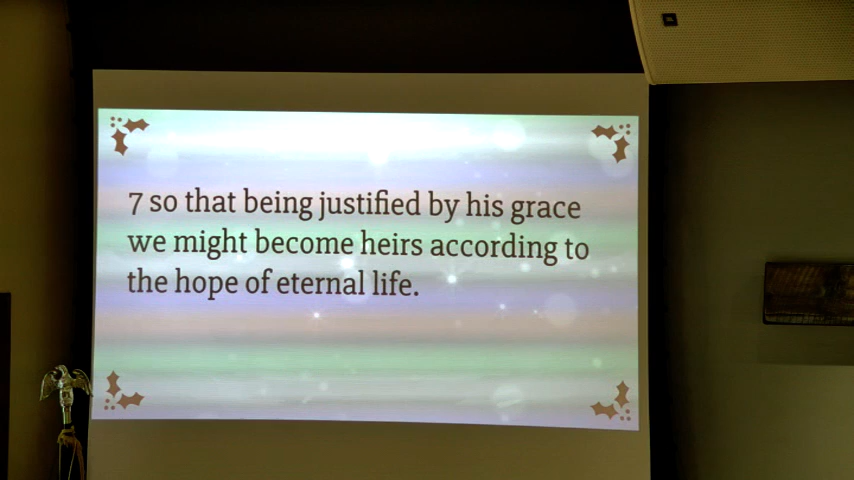 7 so that being justified by his grace
we might become heirs according to
the hope of eternal life.